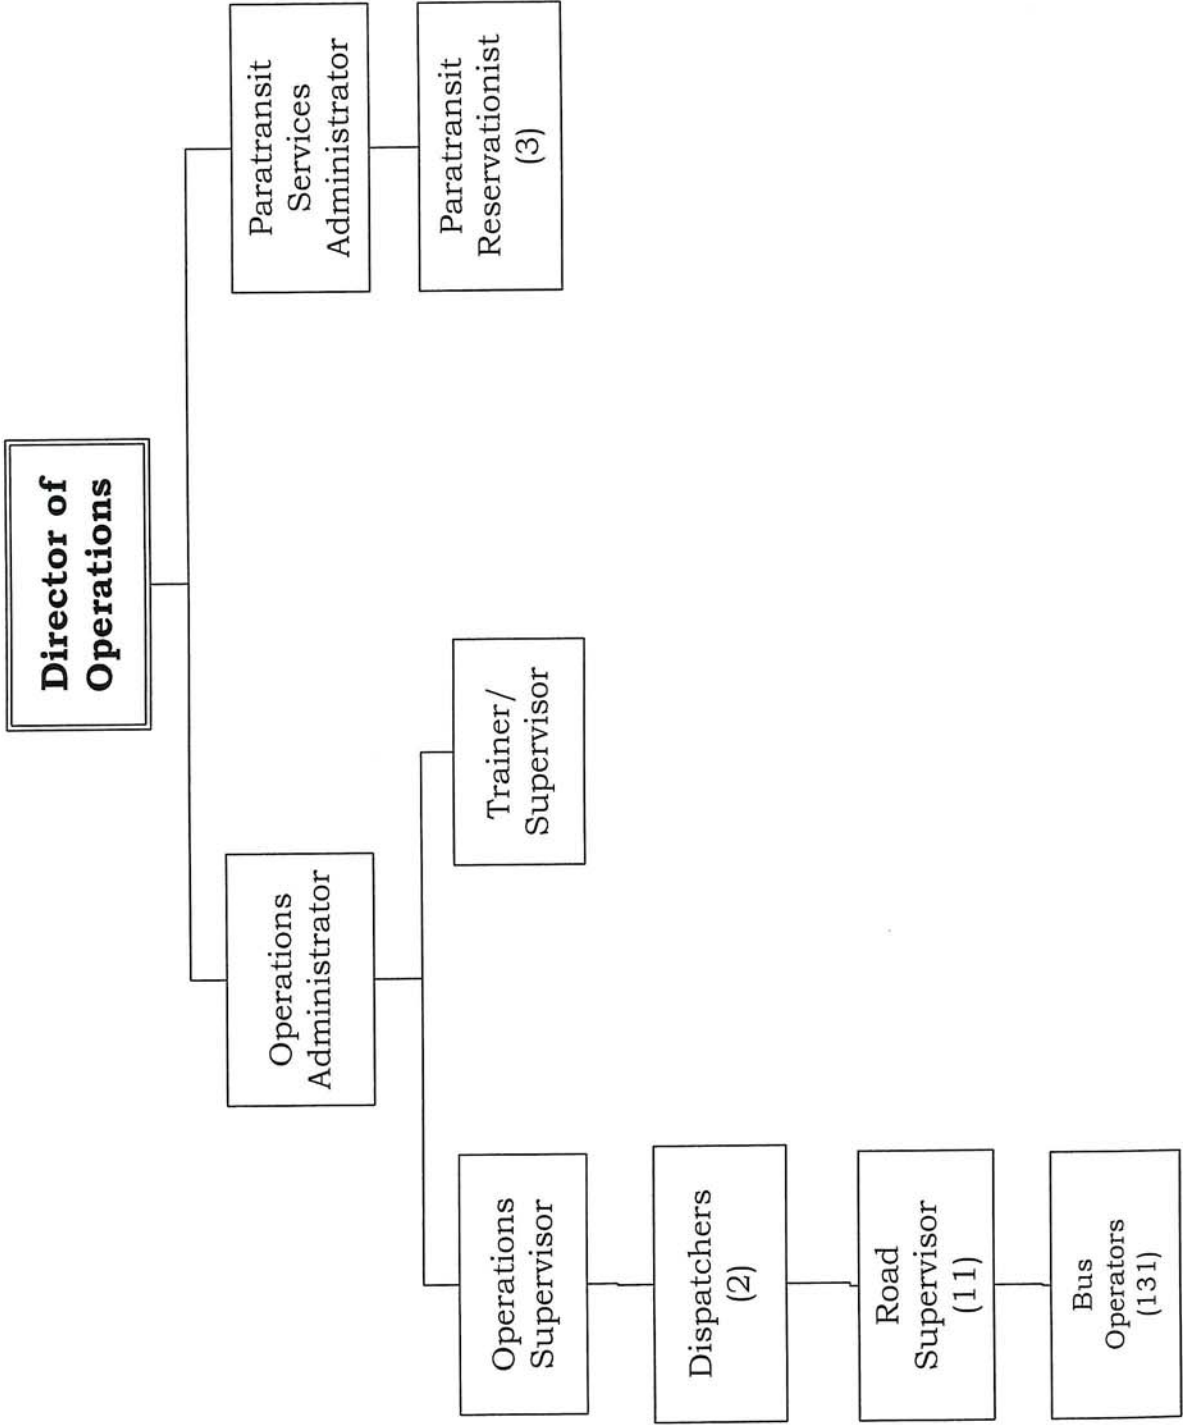 Director of
Operations
Operations
Administrator
Paratransit
Services
Administrator
Operations
Supervisor
Trainer/
Supervisor
Paratransit
Reservationist
(3)
Dispatchers
(2)
Road
Supervisor
(11)
Bus
Operators
(131)